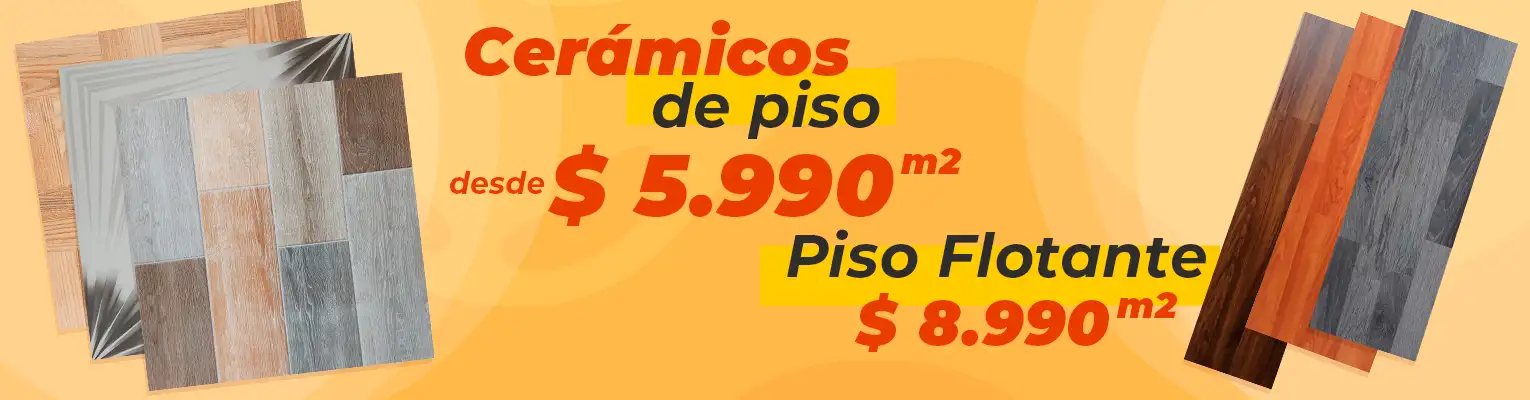 Cerámicos
de piso
desde $ 5.990 m2
Piso Flotante
$ 8.990 m2